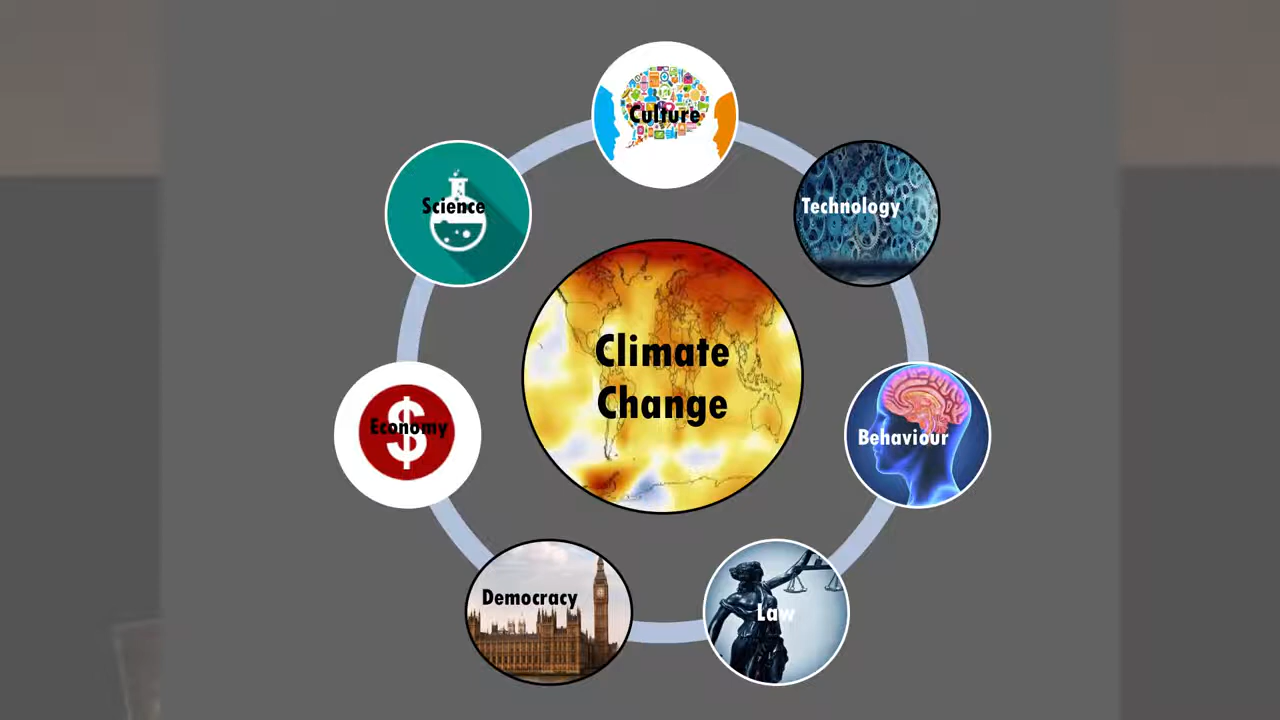 Culture
Science
Technology
Climate
Change
Economy
Behaviour
Democracy
Law